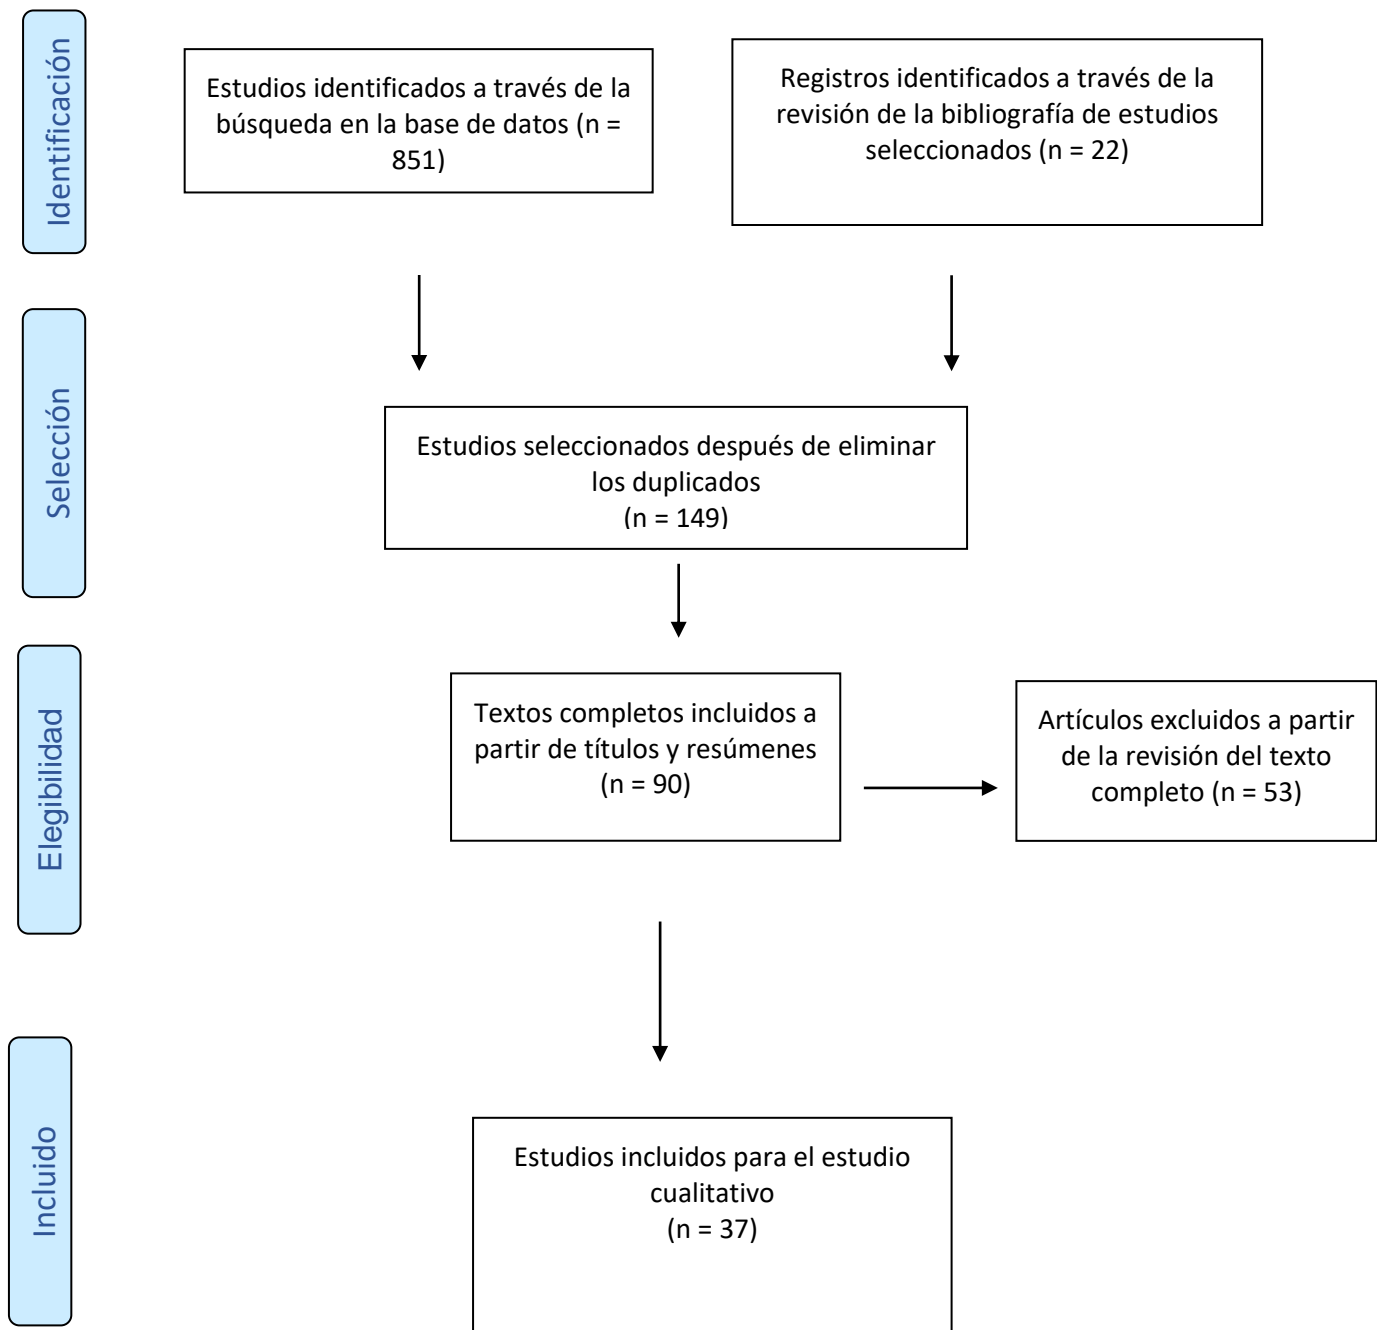 Identificación
Estudios identificados a través de la
búsqueda en la base de datos (n =
851)
Registros identificados a través de la
revisión de la bibliografía de estudios
seleccionados (n = 22)
Selección
Estudios seleccionados después de eliminar
los duplicados
(n = 149)
Elegibilidad
Textos completos incluidos a
partir de títulos y resúmenes
(n = 90)
Artículos excluidos a partir
de la revisión del texto
completo (n = 53)
Incluido
Estudios incluidos para el estudio
cualitativo
(n = 37)